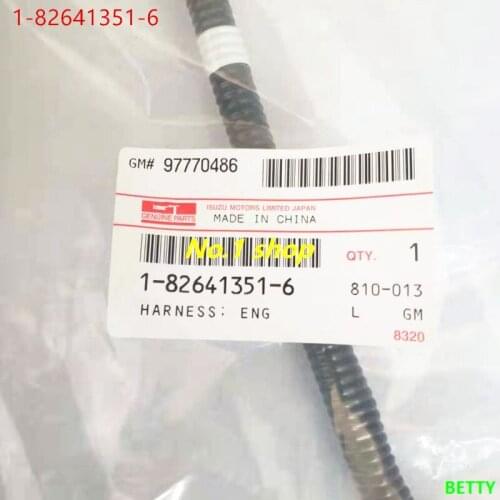 1-82641351-6
GM# 97770486
GENUINE PARTS
ISUZU MOTORS LIMITED JAPAN
MADE IN CHINA
No.1 shop
QTY. 1
1-82641351-6 810-013
HARNESS; ENG L GM
8320
BETTY